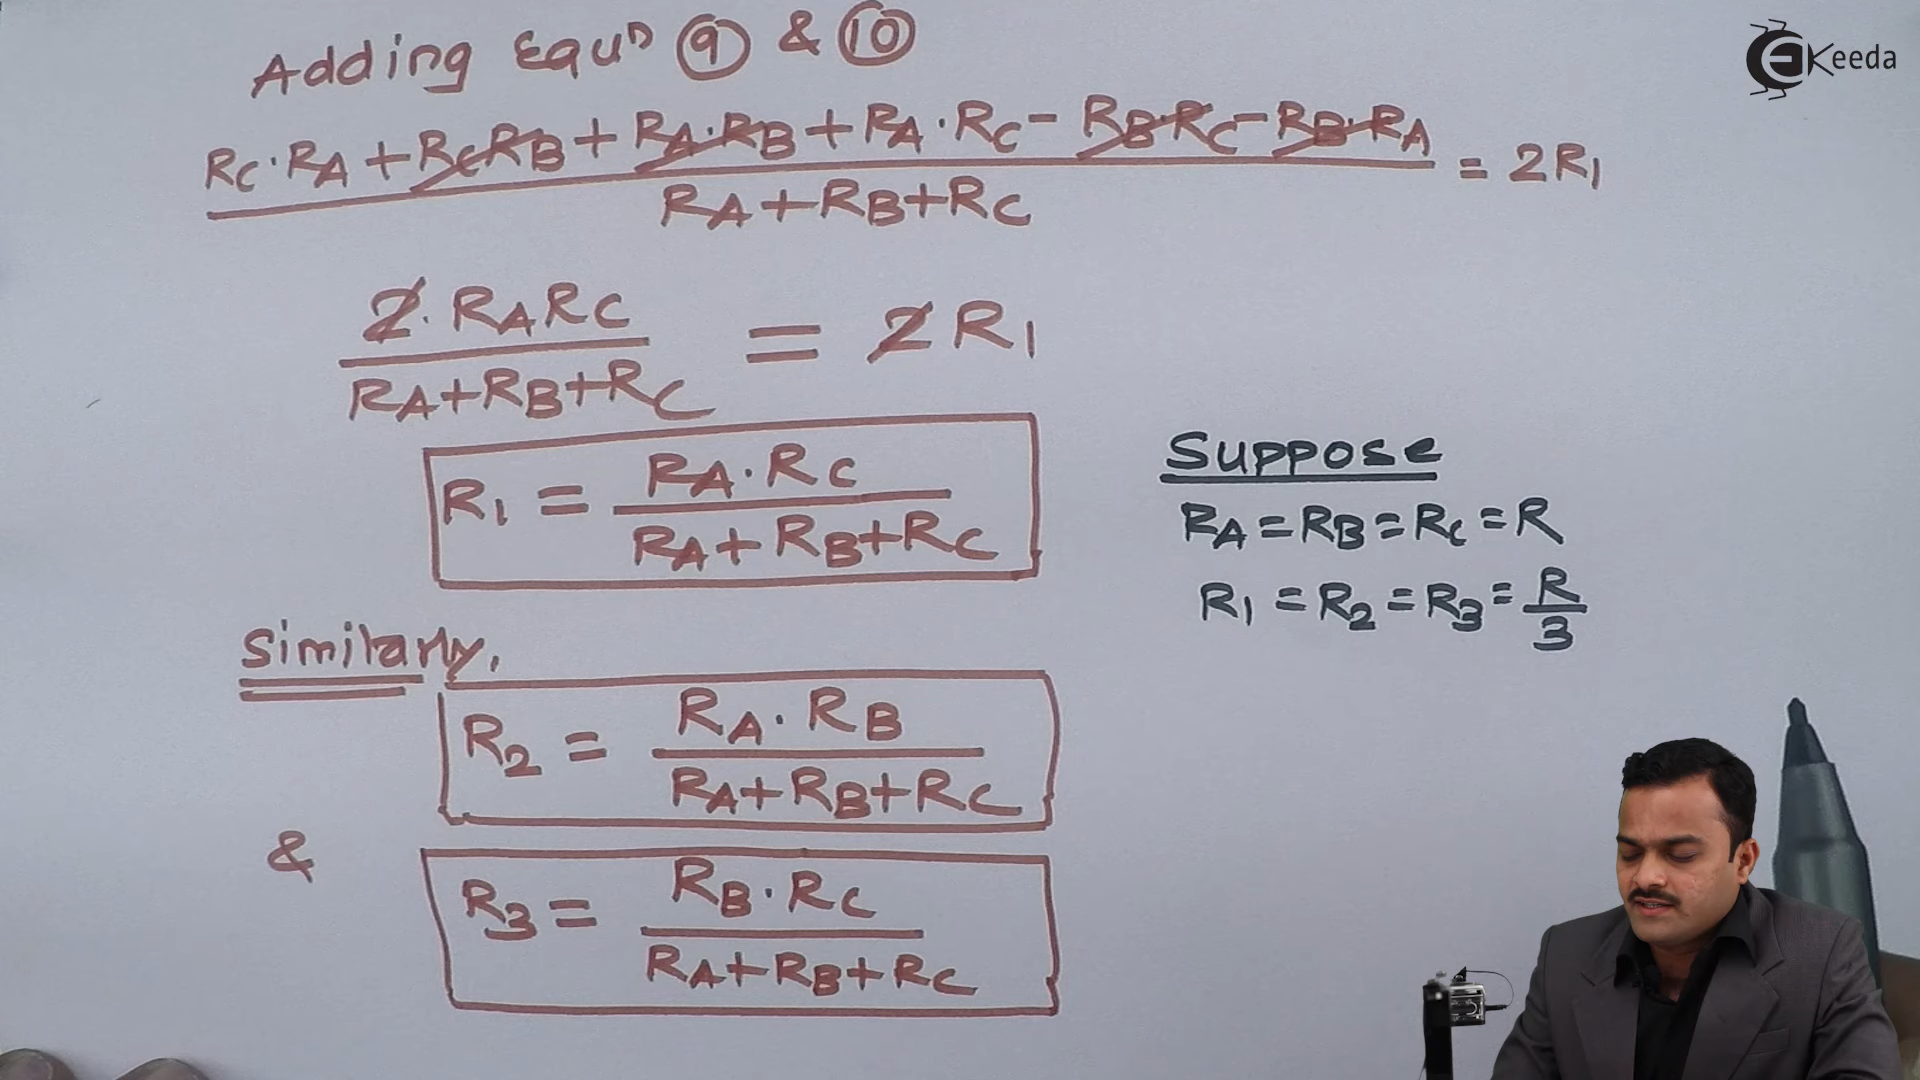 Adding Equⁿ ⑨ & ⑩
RC·RA + RCRB + RA·RB + RA·RC - RB·RC - RB·RA = 2R1
RA+RB+RC
2·RARC = 2R1
RA+RB+RC
R1 = RA·RC
RA+RB+RC
Similarly,
R2 = RA·RB
RA+RB+RC
&
R3 = RB·RC
RA+RB+RC
Suppose
RA=RB=RC=R
R1=R2=R3=R
3
EKeeda